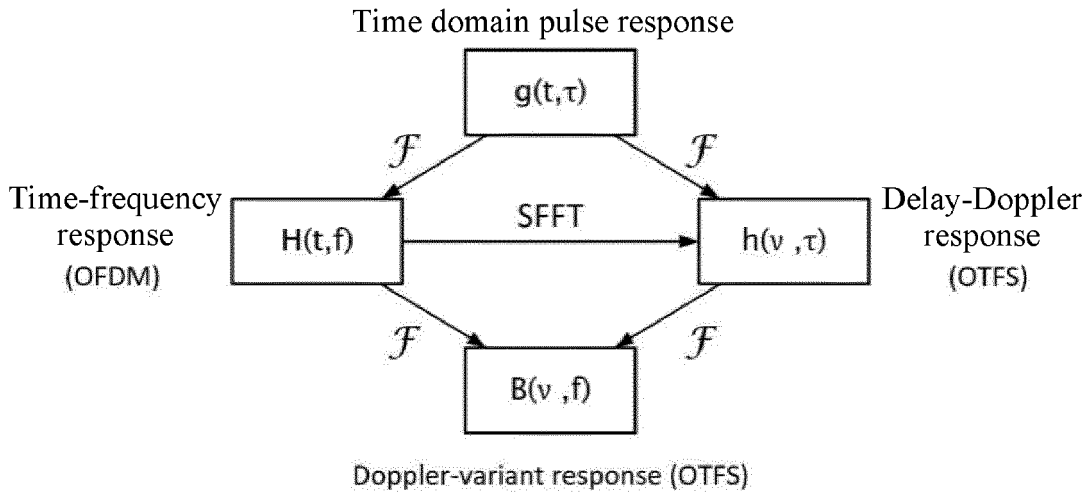 Time domain pulse response
g(t,τ)
ℱ
ℱ
Time-frequency
response
(OFDM)
H(t,f)
SFFT
h(ν ,τ)
Delay-Doppler
response
(OTFS)
ℱ
ℱ
B(ν ,f)
Doppler-variant response (OTFS)